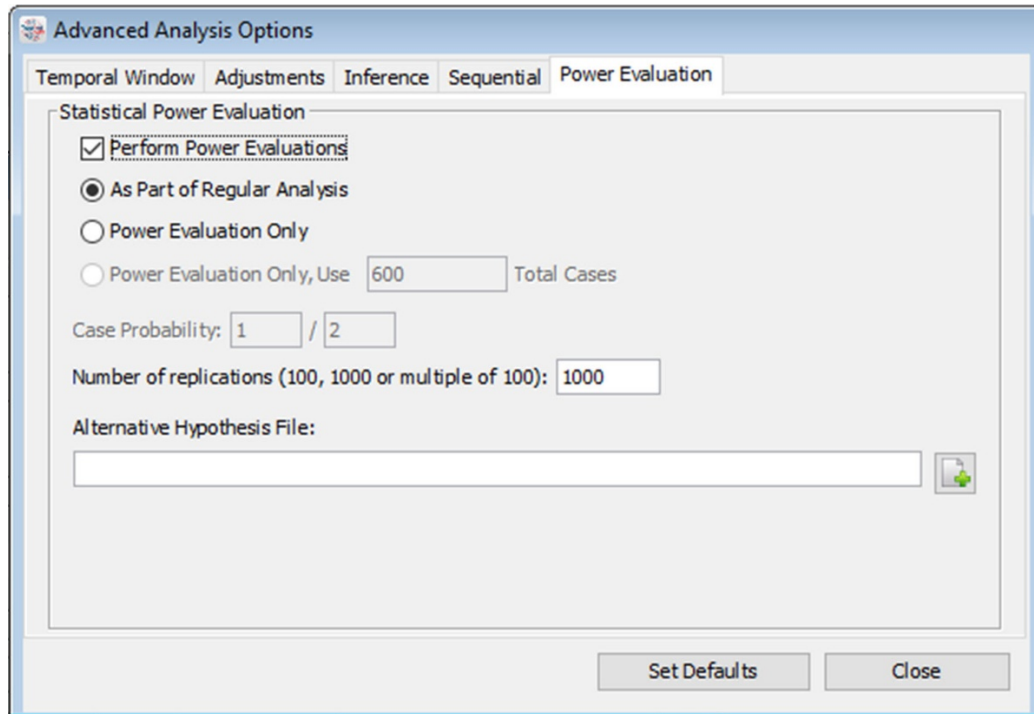 Advanced Analysis Options
Temporal Window Adjustments Inference Sequential Power Evaluation
Statistical Power Evaluation
Perform Power Evaluations
As Part of Regular Analysis
Power Evaluation Only
Power Evaluation Only, Use 600 Total Cases
Case Probability: 1 / 2
Number of replications (100, 1000 or multiple of 100): 1000
Alternative Hypothesis File:
Set Defaults Close